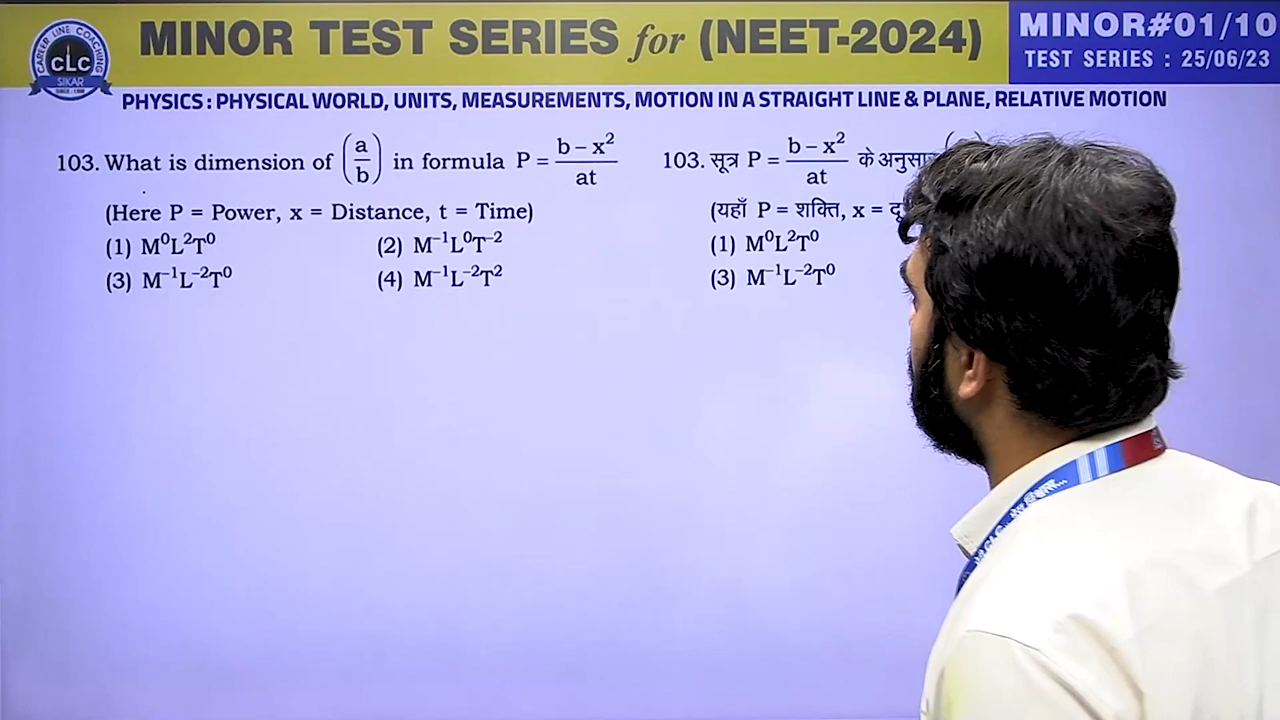 MINOR TEST SERIES for (NEET-2024)
MINOR#01/10
TEST SERIES : 25/06/23
CAREER LINE COACHING
CLC
SIKAR
PHYSICS : PHYSICAL WORLD, UNITS, MEASUREMENTS, MOTION IN A STRAIGHT LINE & PLANE, RELATIVE MOTION
103. What is dimension of (a/b) in formula P = (b – x²)/(at)
(Here P = Power, x = Distance, t = Time)
(1) M⁰L²T⁰ (2) M⁻¹L⁰T⁻²
(3) M⁻¹L⁻²T⁰ (4) M⁻¹L⁻²T²
103. सूत्र P = (b – x²)/(at) के
(यहाँ P = शक्ति, x =
(1) M⁰L²T⁰
(3) M⁻¹L⁻²T⁰